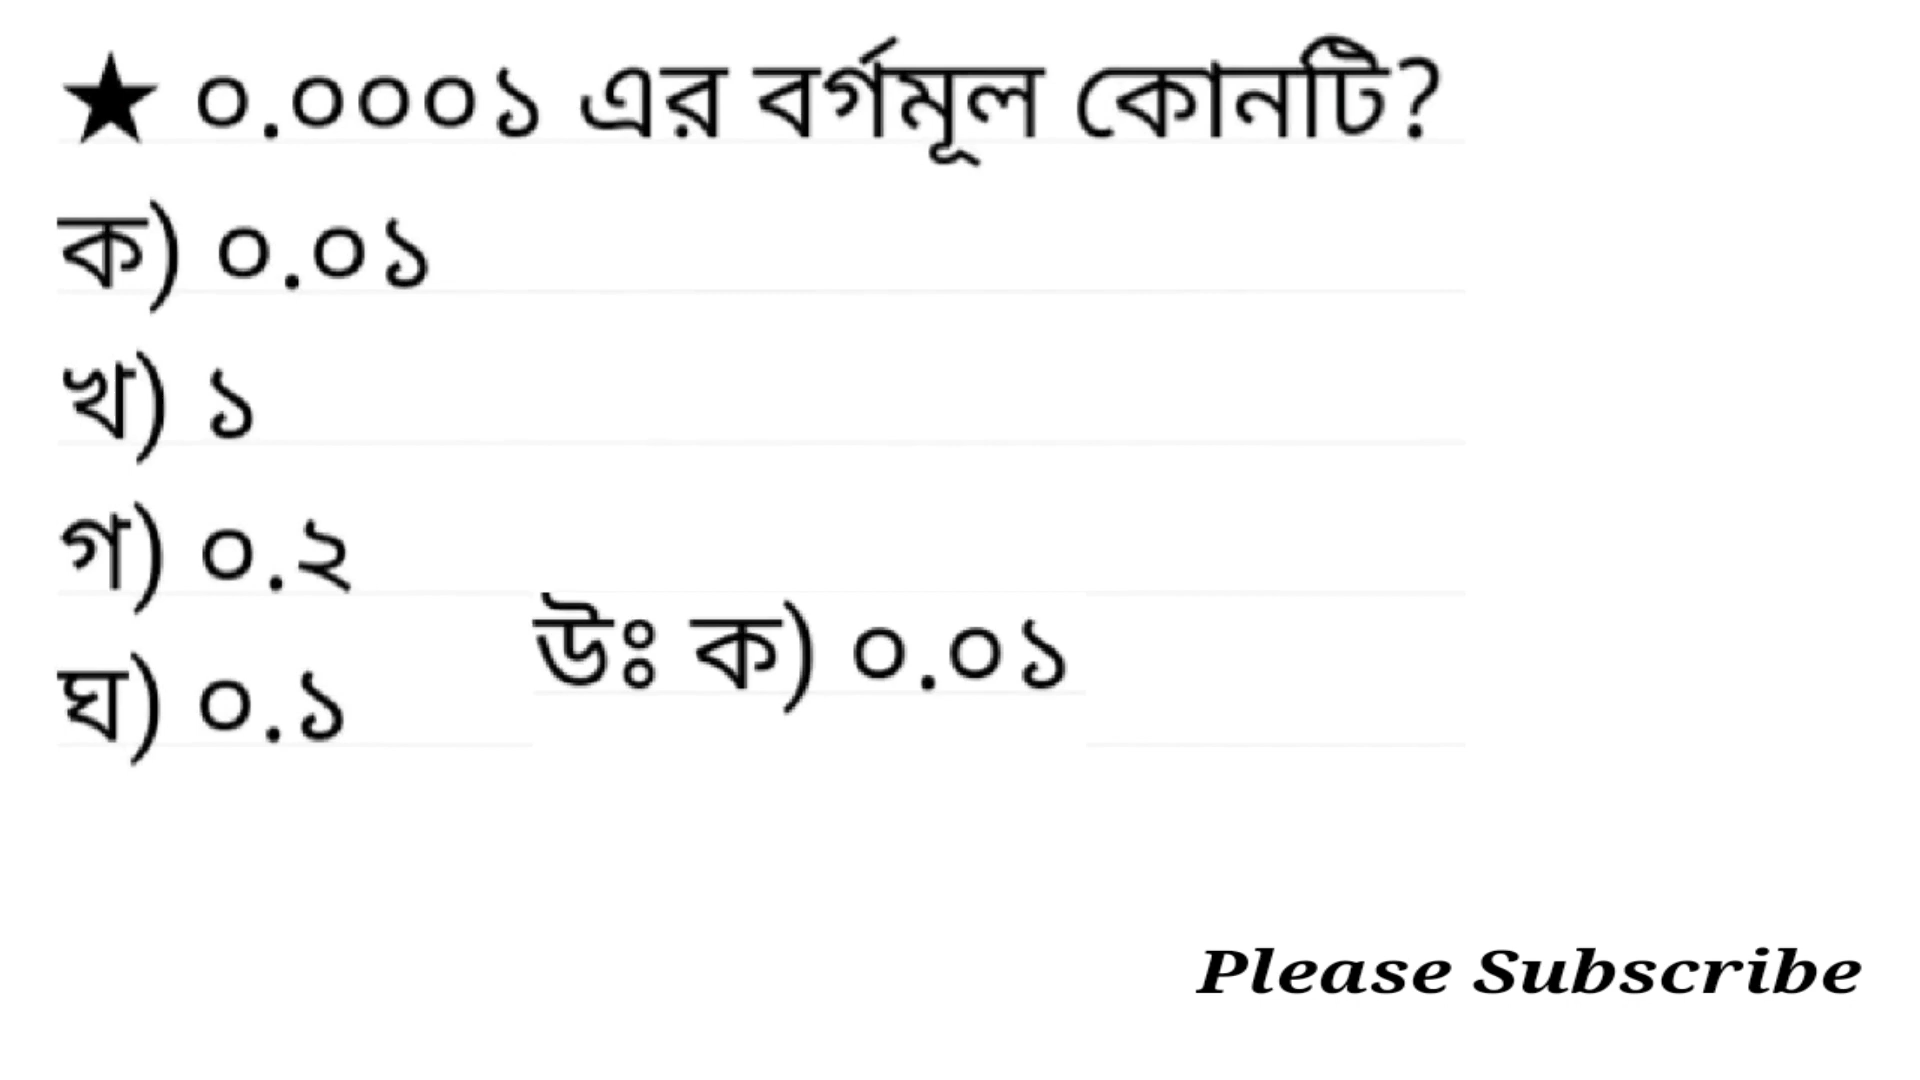 ★ ০.০০০১ এর বর্গমূল কোনটি?
ক) ০.০১
খ) ১
গ) ০.২
ঘ) ০.১
উঃ ক) ০.০১
Please Subscribe